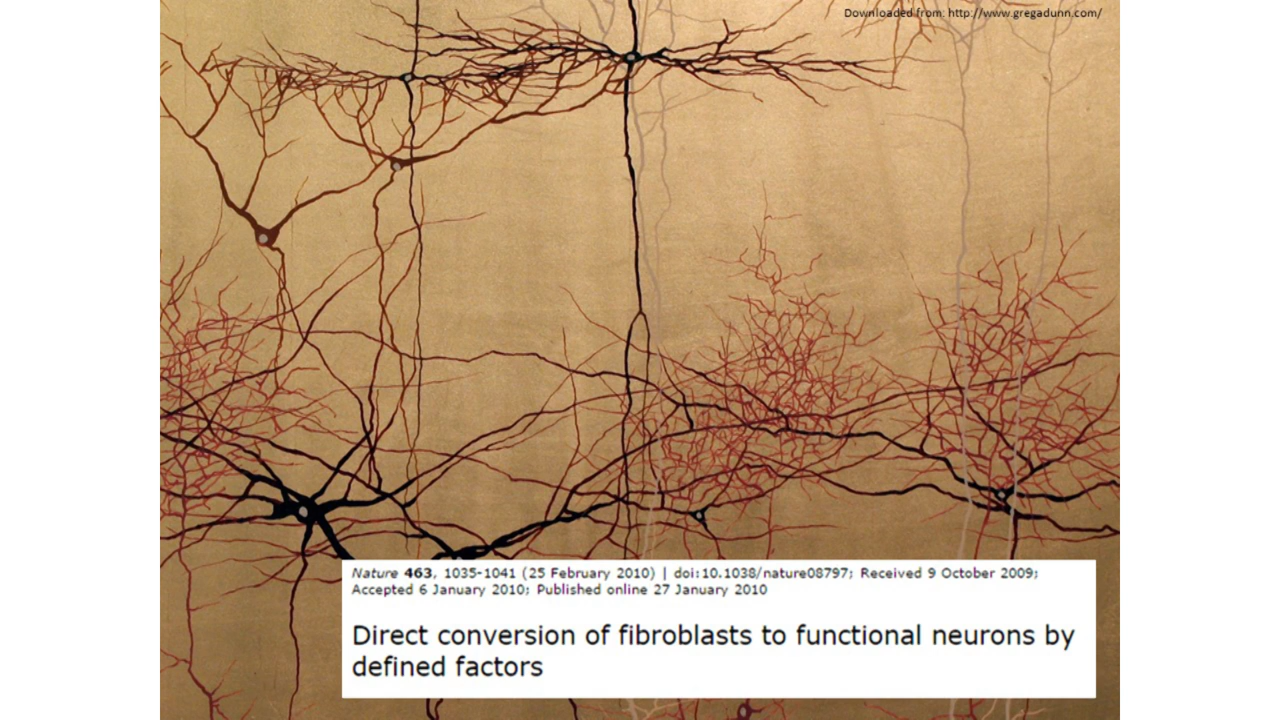 Downloaded from: http://www.gregadunn.com/
Nature 463, 1035-1041 (25 February 2010) | doi:10.1038/nature08797; Received 9 October 2009;
Accepted 6 January 2010; Published online 27 January 2010
Direct conversion of fibroblasts to functional neurons by
defined factors